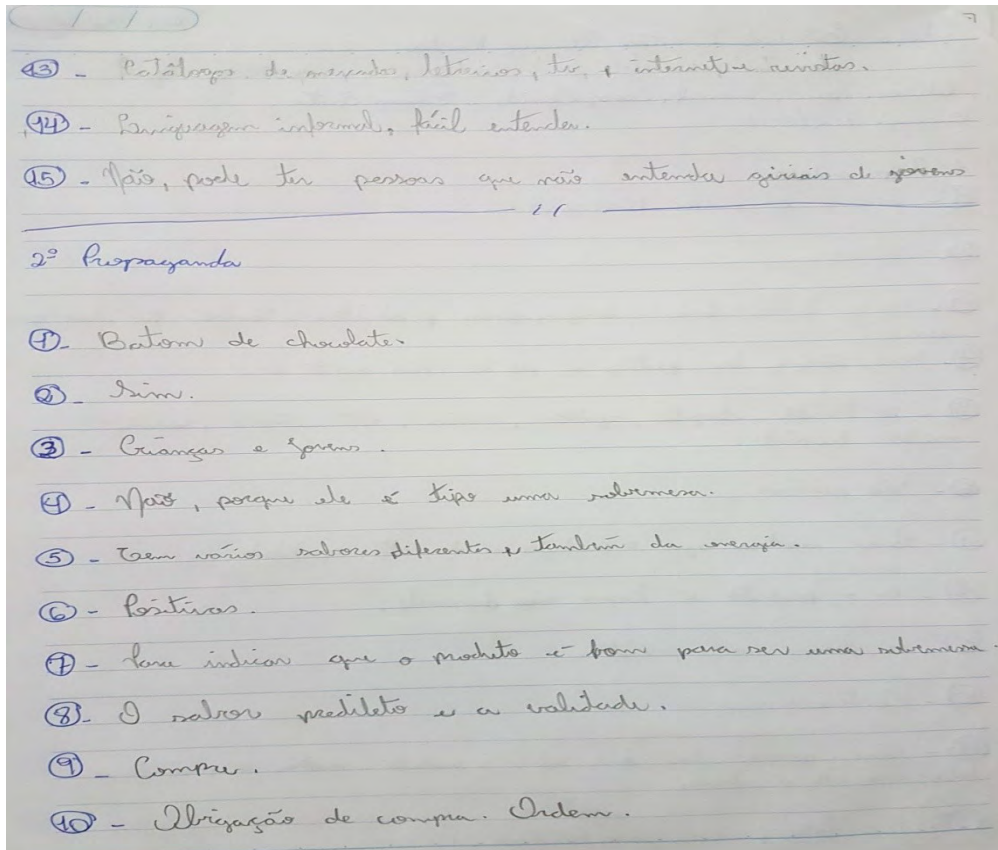 / /
13 - Catálogos de mercados, letreiros, tv, internet e revistas.
14 - Linguagem informal, fácil entender.
15 - Não, pode ter pessoas que não entenda giriais de jovens
2º Propaganda
1 - Batom de chocolate.
2 - Sim.
3 - Crianças e Jovens.
4 - Não, porque ele é tipo uma sobremesa.
5 - Tem vários sabores diferentes e também da energia.
6 - Positivas.
7 - Para indicar que o produto é bom para ser uma sobremesa.
8 - O sabor predileto e a validade.
9 - Compre.
10 - Obrigação de compra. Ordem.